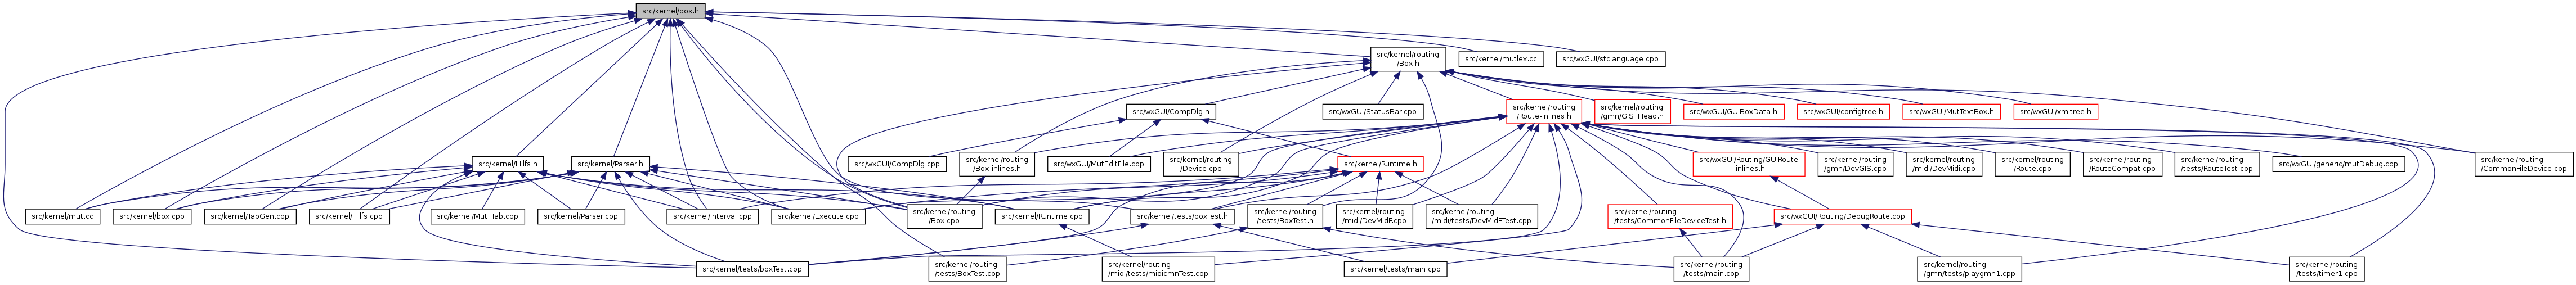 src/kernel/box.h
src/kernel/routing
/Box.h
src/kernel/mutlex.cc
src/wxGUI/stclanguage.cpp
src/wxGUI/CompDlg.h
src/wxGUI/StatusBar.cpp
src/kernel/routing
/Route-inlines.h
src/kernel/routing
/gmn/GIS_Head.h
src/wxGUI/GUIBoxData.h
src/wxGUI/configtree.h
src/wxGUI/MutTextBox.h
src/wxGUI/xmltree.h
src/kernel/Hilfs.h
src/kernel/Parser.h
src/wxGUI/CompDlg.cpp
src/kernel/routing
/Box-inlines.h
src/wxGUI/MutEditFile.cpp
src/kernel/routing
/Device.cpp
src/kernel/Runtime.h
src/wxGUI/Routing/GUIRoute
-inlines.h
src/kernel/routing
/gmn/DevGIS.cpp
src/kernel/routing
/midi/DevMidi.cpp
src/kernel/routing
/Route.cpp
src/kernel/routing
/RouteCompat.cpp
src/kernel/routing
/tests/RouteTest.cpp
src/wxGUI/generic/mutDebug.cpp
src/kernel/routing
/CommonFileDevice.cpp
src/kernel/mut.cc
src/kernel/box.cpp
src/kernel/TabGen.cpp
src/kernel/Hilfs.cpp
src/kernel/Mut_Tab.cpp
src/kernel/Parser.cpp
src/kernel/Interval.cpp
src/kernel/Execute.cpp
src/kernel/routing
/Box.cpp
src/kernel/Runtime.cpp
src/kernel/tests/boxTest.h
src/kernel/routing
/tests/BoxTest.h
src/kernel/routing
/midi/DevMidF.cpp
src/kernel/routing
/midi/tests/DevMidFTest.cpp
src/kernel/routing
/tests/CommonFileDeviceTest.h
src/wxGUI/Routing/DebugRoute.cpp
src/kernel/tests/boxTest.cpp
src/kernel/routing
/tests/BoxTest.cpp
src/kernel/routing
/midi/tests/midicmnTest.cpp
src/kernel/tests/main.cpp
src/kernel/routing
/tests/main.cpp
src/kernel/routing
/gmn/tests/playgmn1.cpp
src/kernel/routing
/tests/timer1.cpp